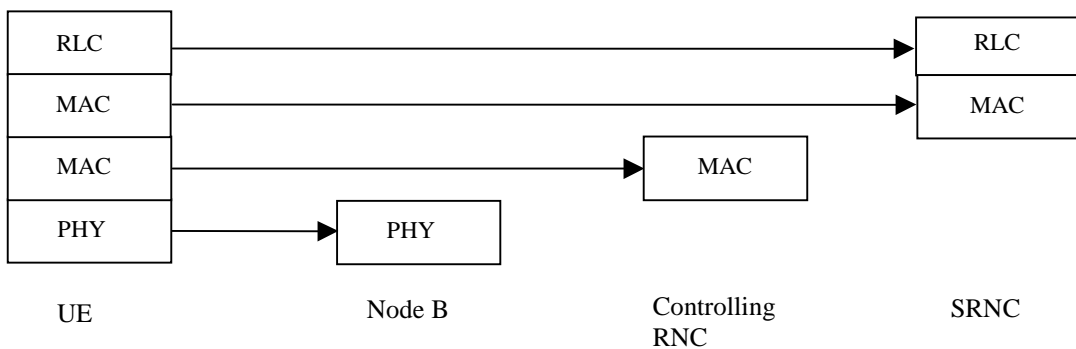 RLC
RLC
MAC
MAC
MAC
MAC
PHY
PHY
UE
Node B
Controlling
RNC
SRNC